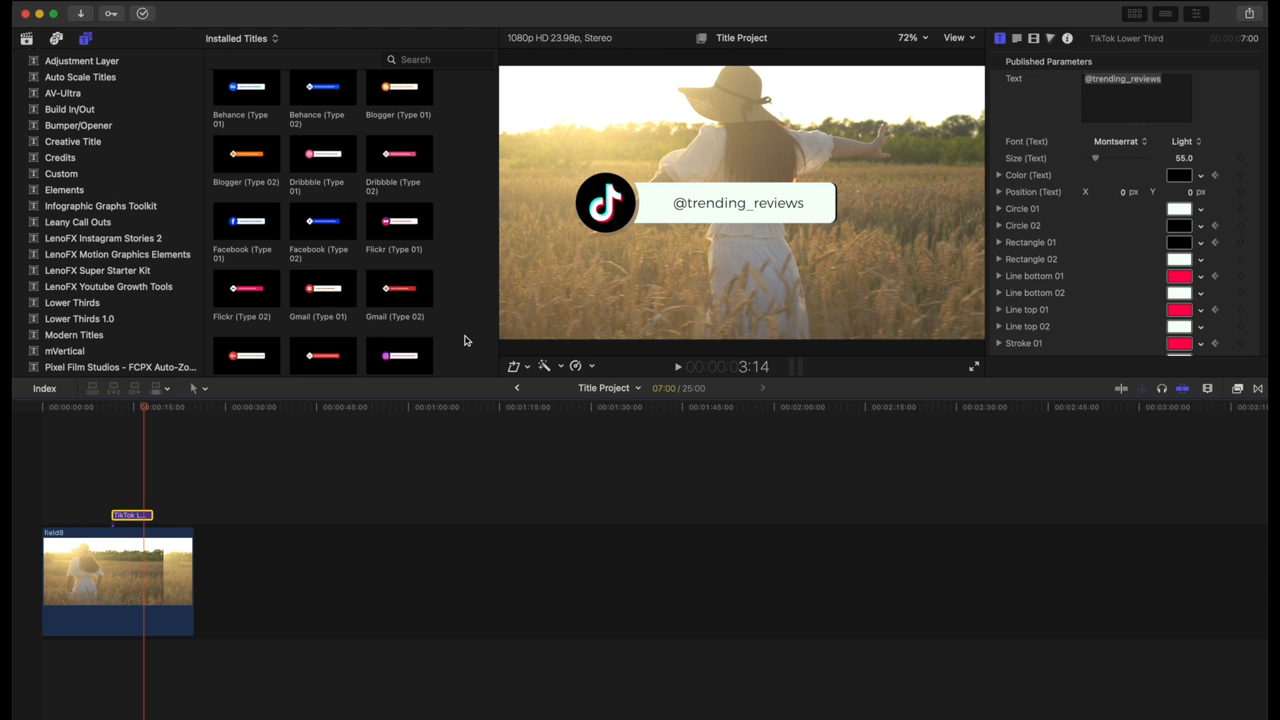 Installed Titles
1080p HD 23.98p, Stereo
Title Project
72%
View
TikTok Lower Third
00:00:00:7:00
Adjustment Layer
Auto Scale Titles
AV-Ultra
Build In/Out
Bumper/Opener
Creative Title
Credits
Custom
Elements
Infographic Graphs Toolkit
Leany Call Outs
LenoFX Instagram Stories 2
LenoFX Motion Graphics Elements
LenoFX Super Starter Kit
LenoFX Youtube Growth Tools
Lower Thirds
Lower Thirds 1.0
Modern Titles
mVertical
Pixel Film Studios - FCPX Auto-Zo...
Search
Behance (Type 01)
Behance (Type 02)
Blogger (Type 01)
Blogger (Type 02)
Dribbble (Type 01)
Dribbble (Type 02)
Facebook (Type 01)
Facebook (Type 02)
Flickr (Type 01)
Flickr (Type 02)
Gmail (Type 01)
Gmail (Type 02)
@trending_reviews
00:00:00:3:14
Published Parameters
Text
@trending_reviews
Font (Text) Montserrat Light
Size (Text) 55.0
Color (Text)
Position (Text) X 0 px Y 0 px
Circle 01
Circle 02
Rectangle 01
Rectangle 02
Line bottom 01
Line bottom 02
Line top 01
Line top 02
Stroke 01
Index
Title Project
07:00 / 25:00
00:00:00:00
00:00:15:00
00:00:30:00
00:00:45:00
00:01:00:00
00:01:15:00
00:01:30:00
00:01:45:00
00:02:00:00
00:02:15:00
00:02:30:00
00:02:45:00
00:03:00:00
TikTok L...
field8